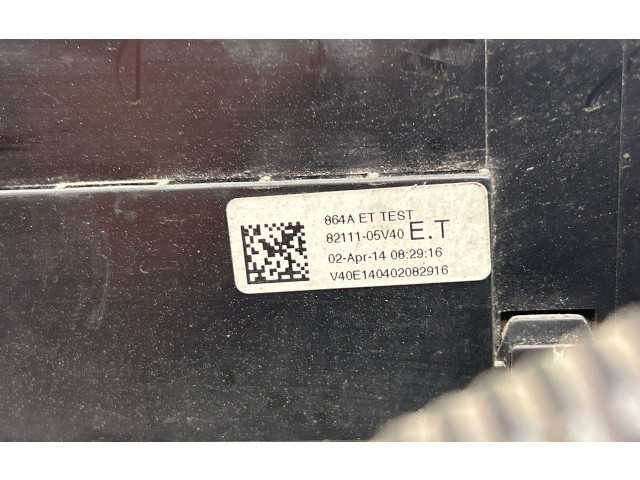 864A ET TEST
82111-05V40 E.T
02-Apr-14 08:29:16
V40E140402082916